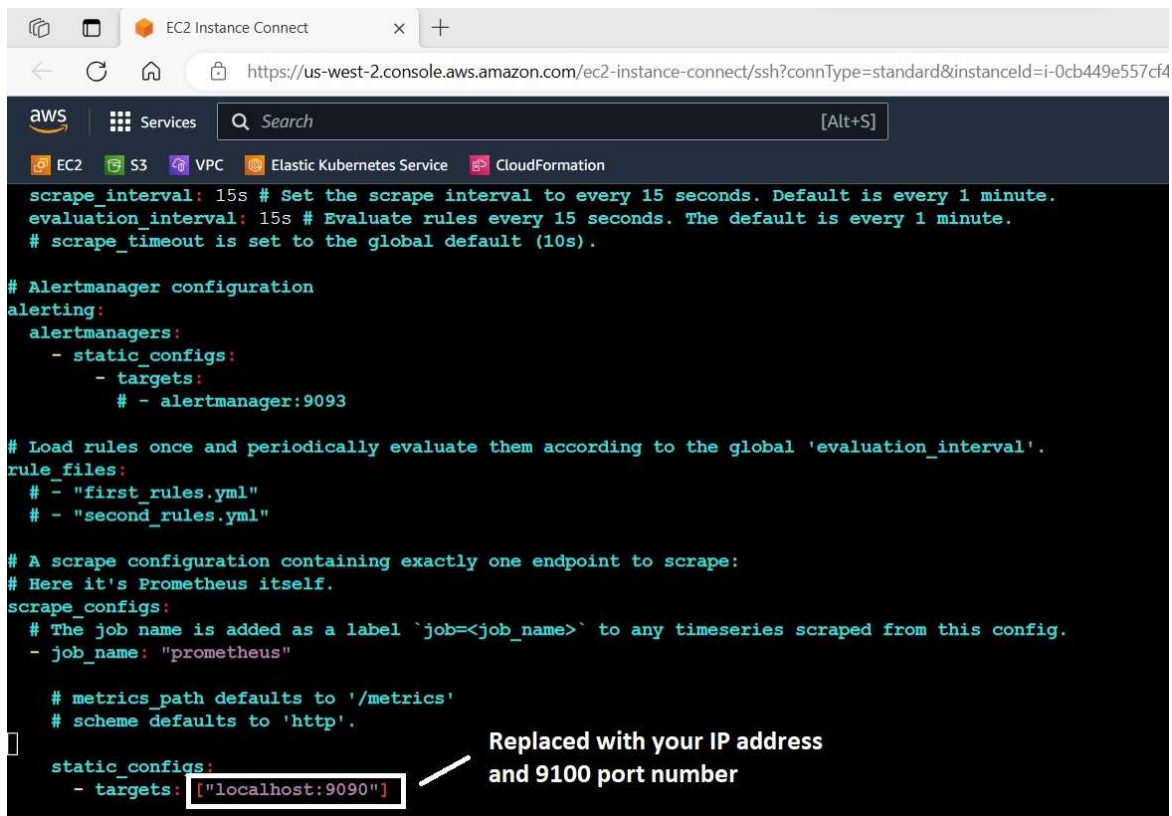 EC2 Instance Connect
https://us-west-2.console.aws.amazon.com/ec2-instance-connect/ssh?connType=standard&instanceId=i-0cb449e557cf4
aws Services Search [Alt+S]
EC2 S3 VPC Elastic Kubernetes Service CloudFormation
scrape_interval: 15s # Set the scrape interval to every 15 seconds. Default is every 1 minute.
evaluation_interval: 15s # Evaluate rules every 15 seconds. The default is every 1 minute.
# scrape_timeout is set to the global default (10s).
# Alertmanager configuration
alerting:
alertmanagers:
- static_configs:
- targets:
# - alertmanager:9093
# Load rules once and periodically evaluate them according to the global 'evaluation_interval'.
rule_files:
# - "first_rules.yml"
# - "second_rules.yml"
# A scrape configuration containing exactly one endpoint to scrape:
# Here it's Prometheus itself.
scrape_configs:
# The job name is added as a label `job=<job_name>` to any timeseries scraped from this config.
- job_name: "prometheus"
# metrics_path defaults to '/metrics'
# scheme defaults to 'http'.
Replaced with your IP address
and 9100 port number
static_configs:
- targets: ["localhost:9090"]